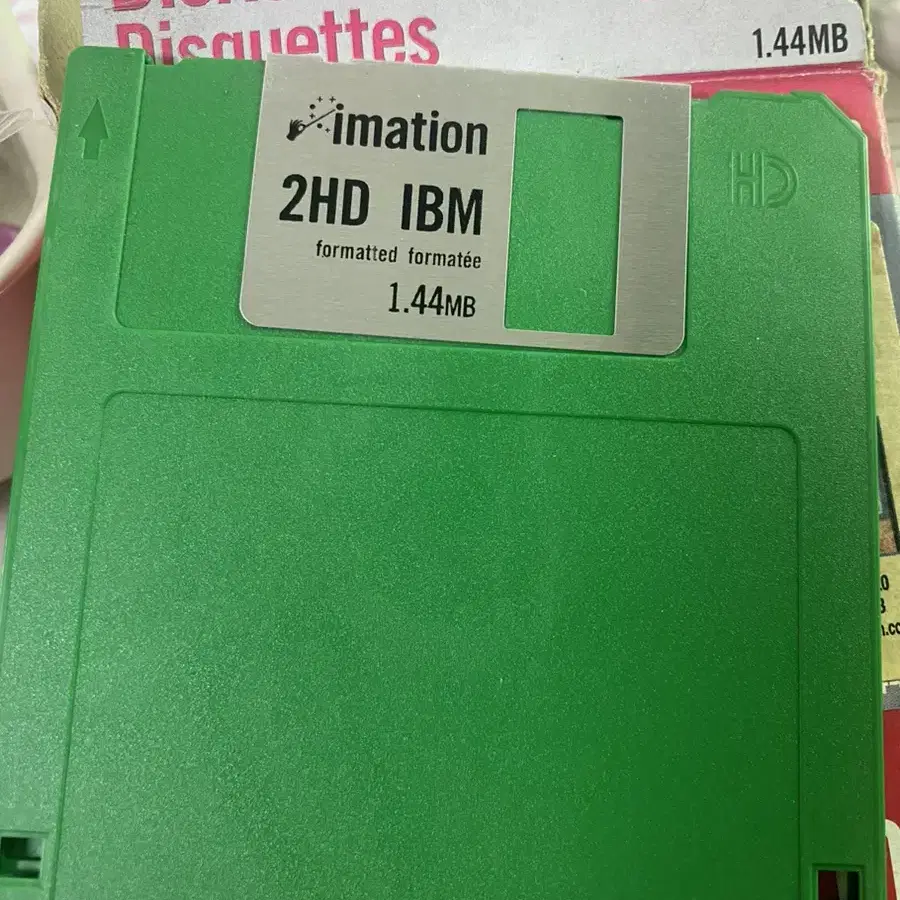 Disquettes
1.44MB
imation
2HD IBM
formatted formatée
1.44MB
HD